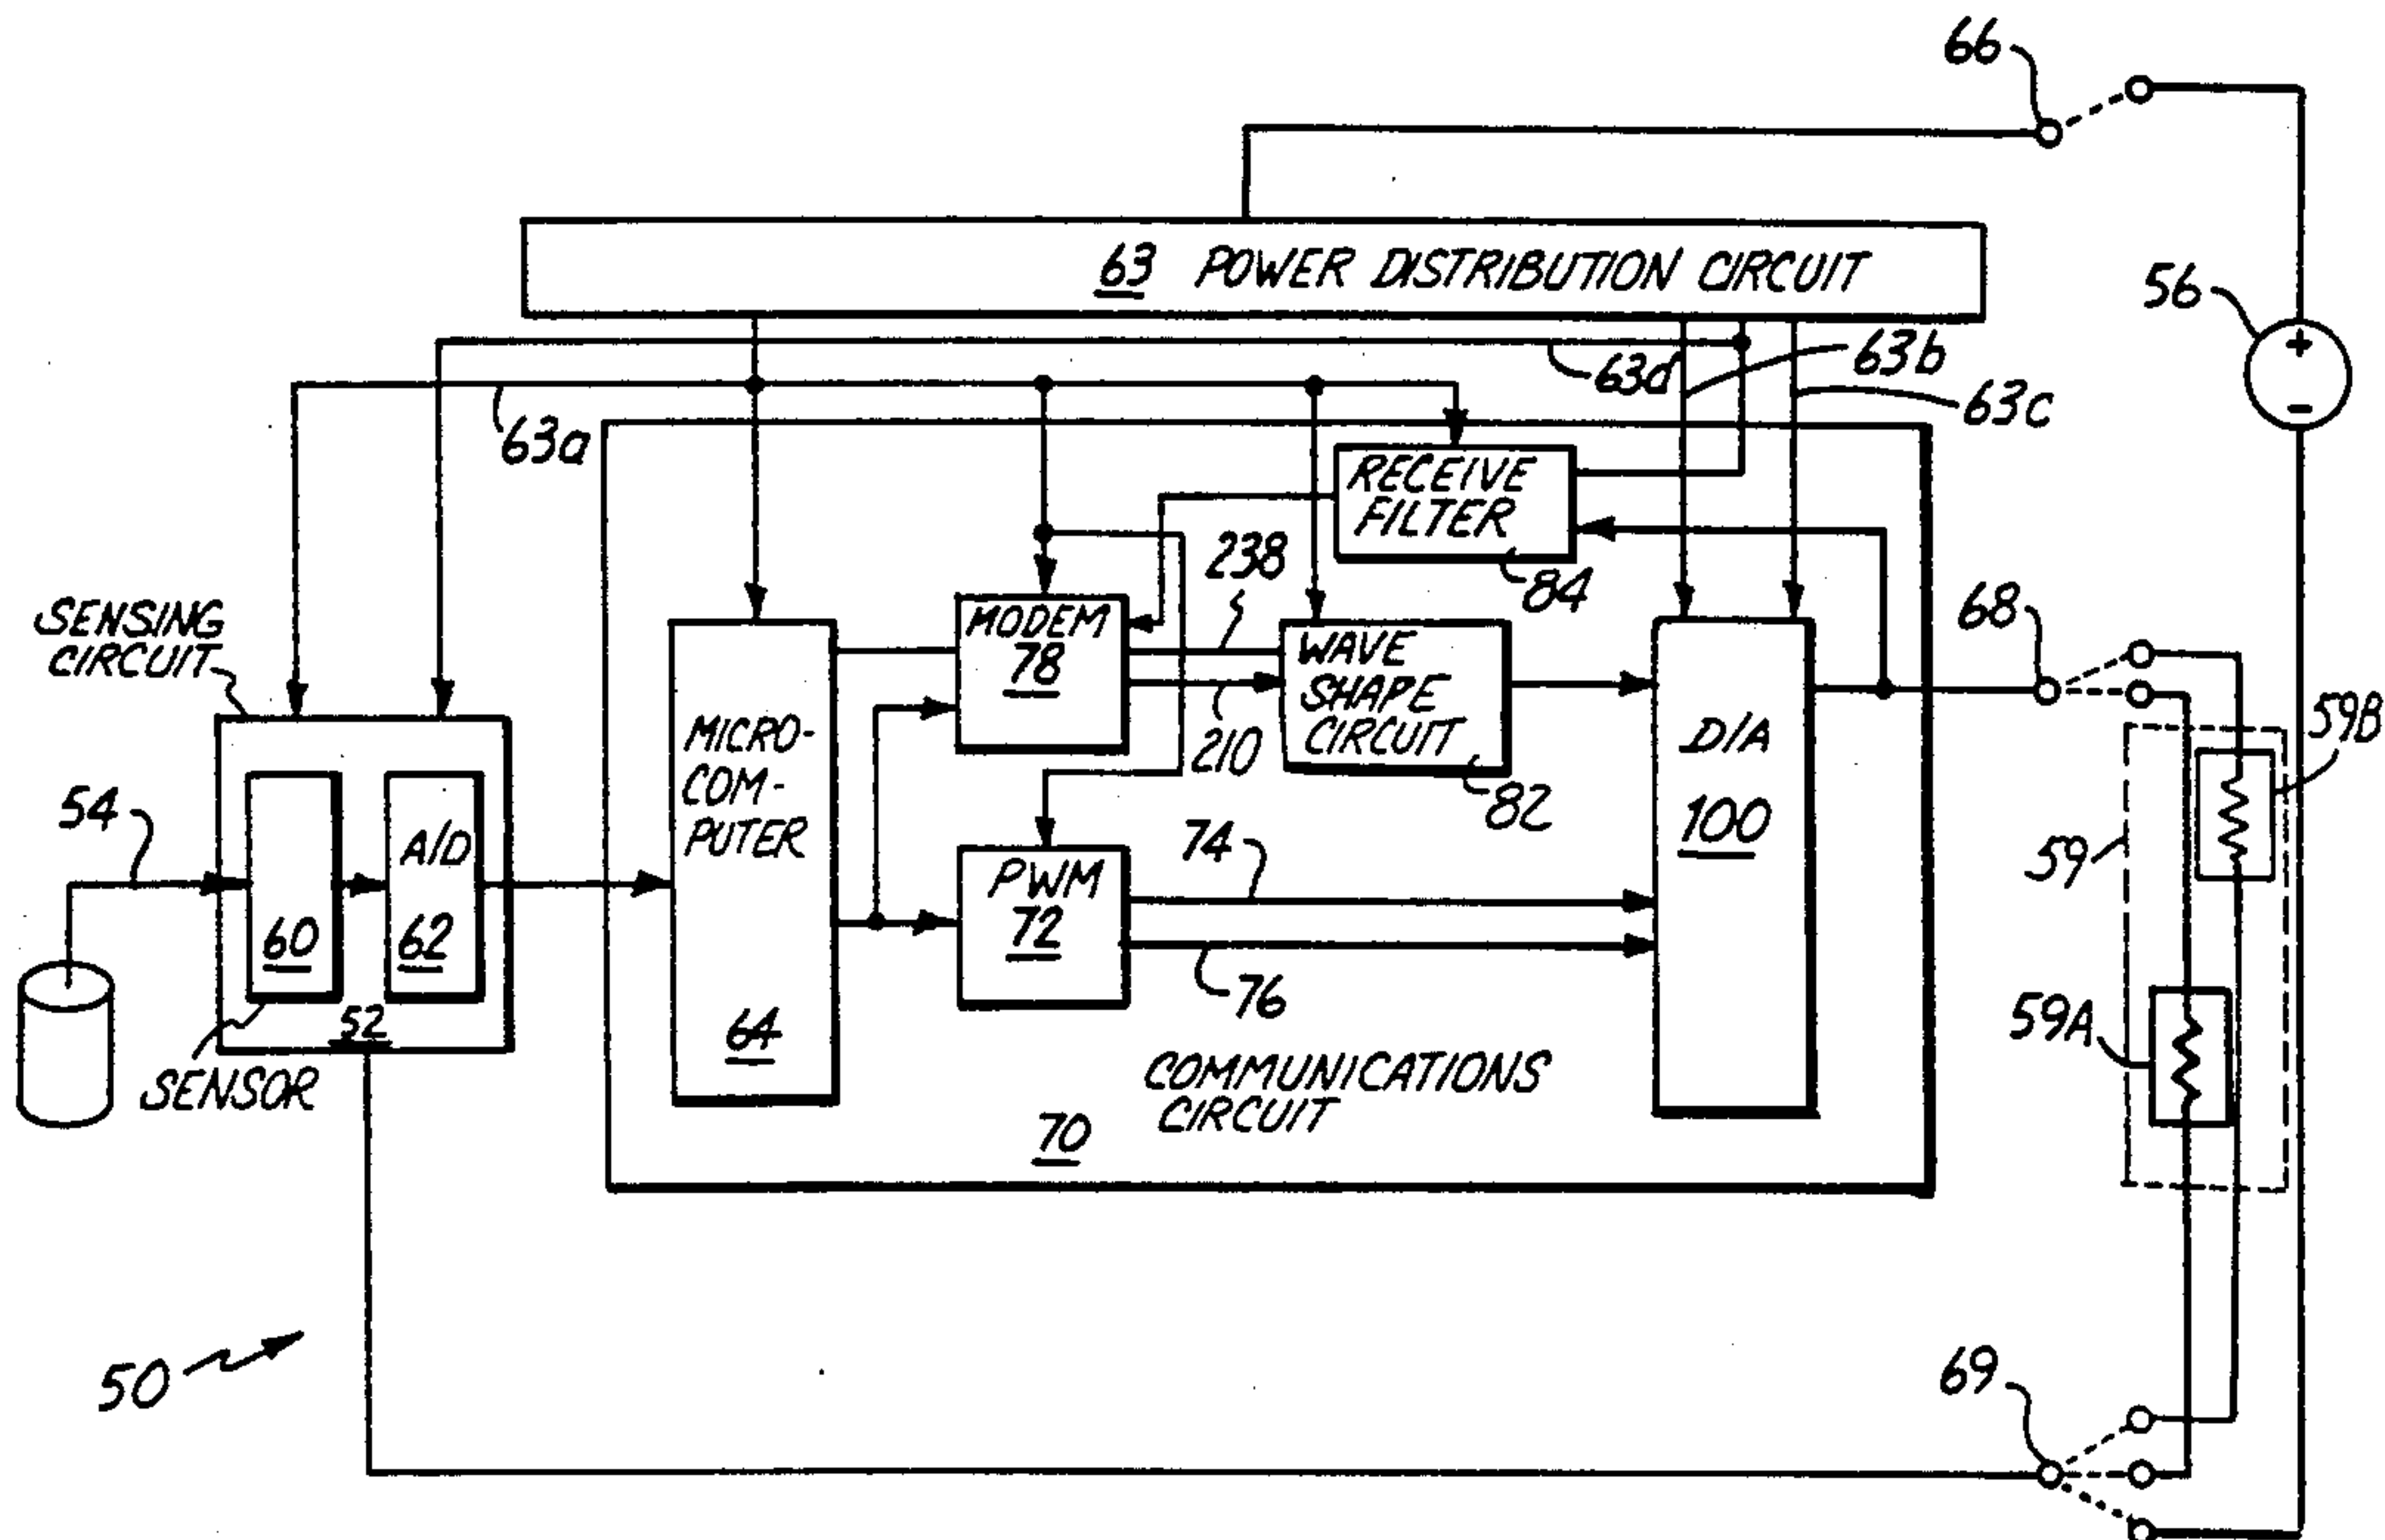 66
63 POWER DISTRIBUTION CIRCUIT
56
+
-
63d
63b
63c
63a
RECEIVE
FILTER
84
238
SENSING
CIRCUIT
MODEM
78
WAVE
SHAPE
CIRCUIT
82
210
68
59B
MICRO-
COM-
PUTER
64
D/A
100
54
60
A/D
62
52
SENSOR
PWM
72
74
76
59
59A
COMMUNICATIONS
CIRCUIT
70
50
69